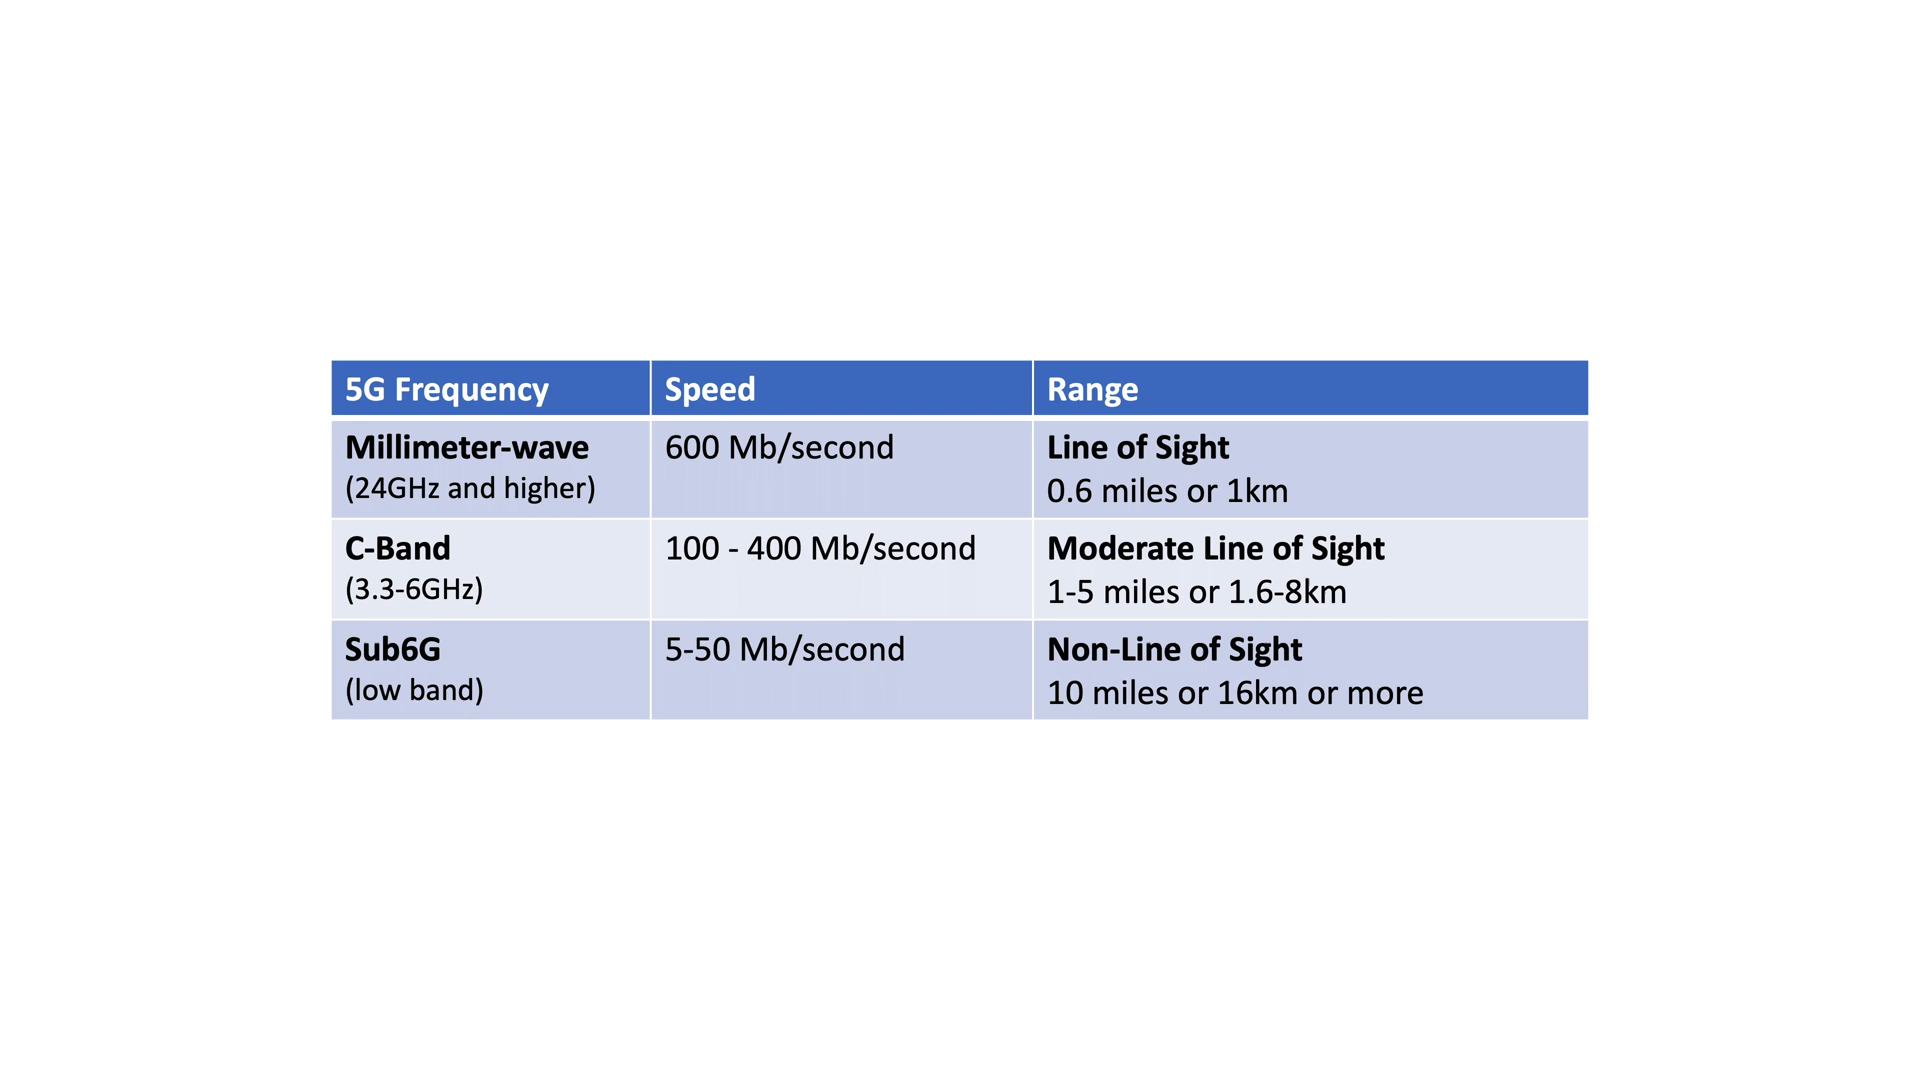 5G Frequency Speed Range
Millimeter-wave 600 Mb/second Line of Sight
(24GHz and higher) 0.6 miles or 1km
C-Band 100 - 400 Mb/second Moderate Line of Sight
(3.3-6GHz) 1-5 miles or 1.6-8km
Sub6G 5-50 Mb/second Non-Line of Sight
(low band) 10 miles or 16km or more